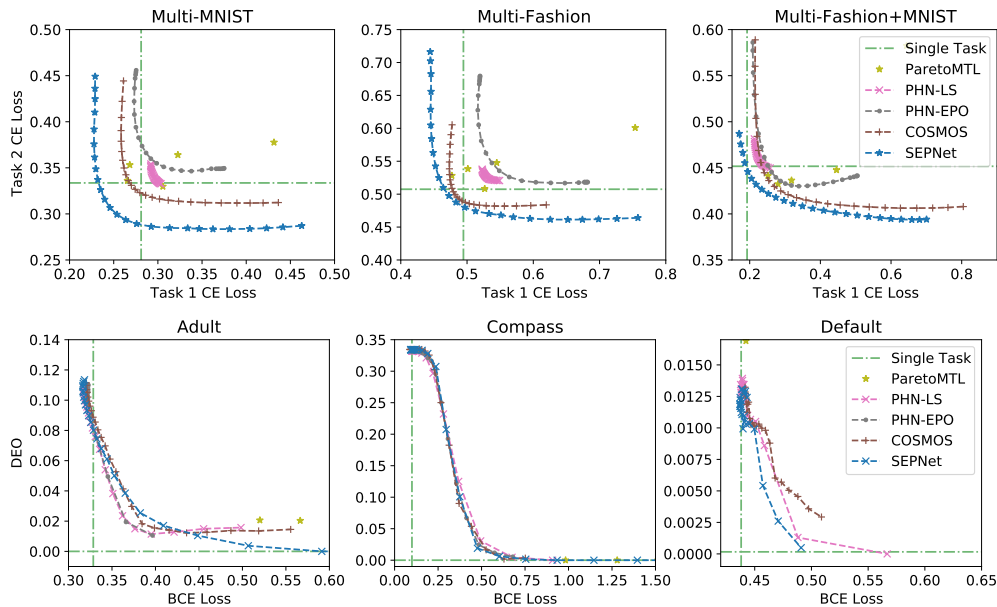 Multi-MNIST
Multi-Fashion
Multi-Fashion+MNIST
0.50
0.45
0.40
0.35
0.30
0.25
Task 2 CE Loss
0.20 0.25 0.30 0.35 0.40 0.45 0.50
Task 1 CE Loss
0.75
0.70
0.65
0.60
0.55
0.50
0.45
0.40
0.4 0.5 0.6 0.7 0.8
Task 1 CE Loss
0.60
0.55
0.50
0.45
0.40
0.35
0.2 0.4 0.6 0.8
Task 1 CE Loss
Single Task
ParetoMTL
PHN-LS
PHN-EPO
COSMOS
SEPNet
Adult
Compass
Default
0.14
0.12
0.10
0.08
0.06
0.04
0.02
0.00
DEO
0.30 0.35 0.40 0.45 0.50 0.55 0.60
BCE Loss
0.35
0.30
0.25
0.20
0.15
0.10
0.05
0.00
0.00 0.25 0.50 0.75 1.00 1.25 1.50
BCE Loss
0.0150
0.0125
0.0100
0.0075
0.0050
0.0025
0.0000
0.45 0.50 0.55 0.60 0.65
BCE Loss
Single Task
ParetoMTL
PHN-LS
PHN-EPO
COSMOS
SEPNet